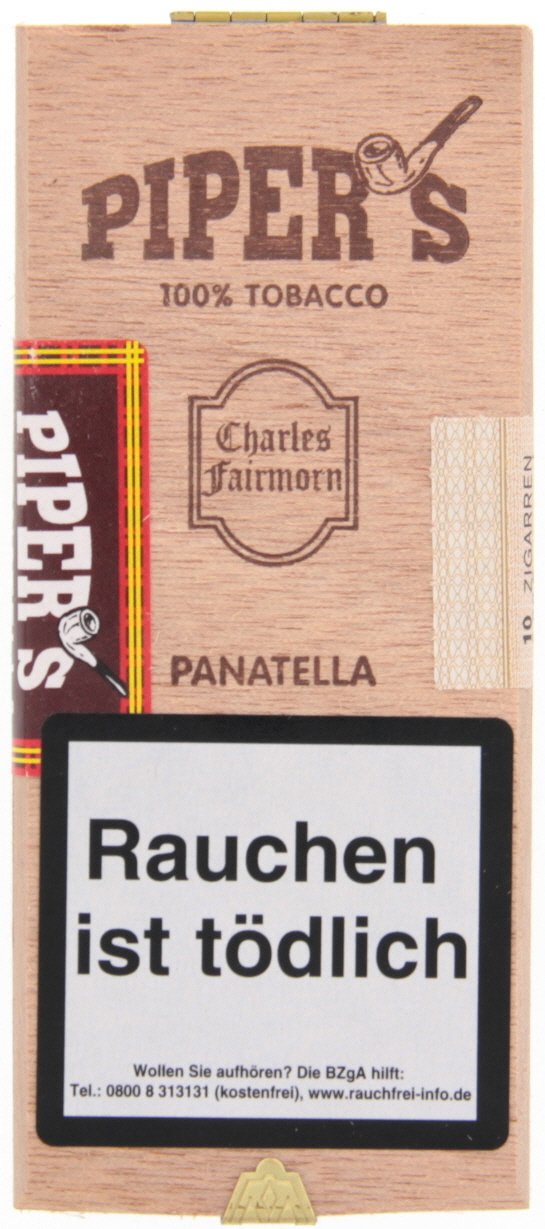 PIPER'S
100% TOBACCO
Charles
Fairmorn
PIPER'S
10 ZIGARREN
PANATELLA
Rauchen
ist tödlich
Wollen Sie aufhören? Die BZgA hilft:
Tel.: 0800 8 313131 (kostenfrei), www.rauchfrei-info.de